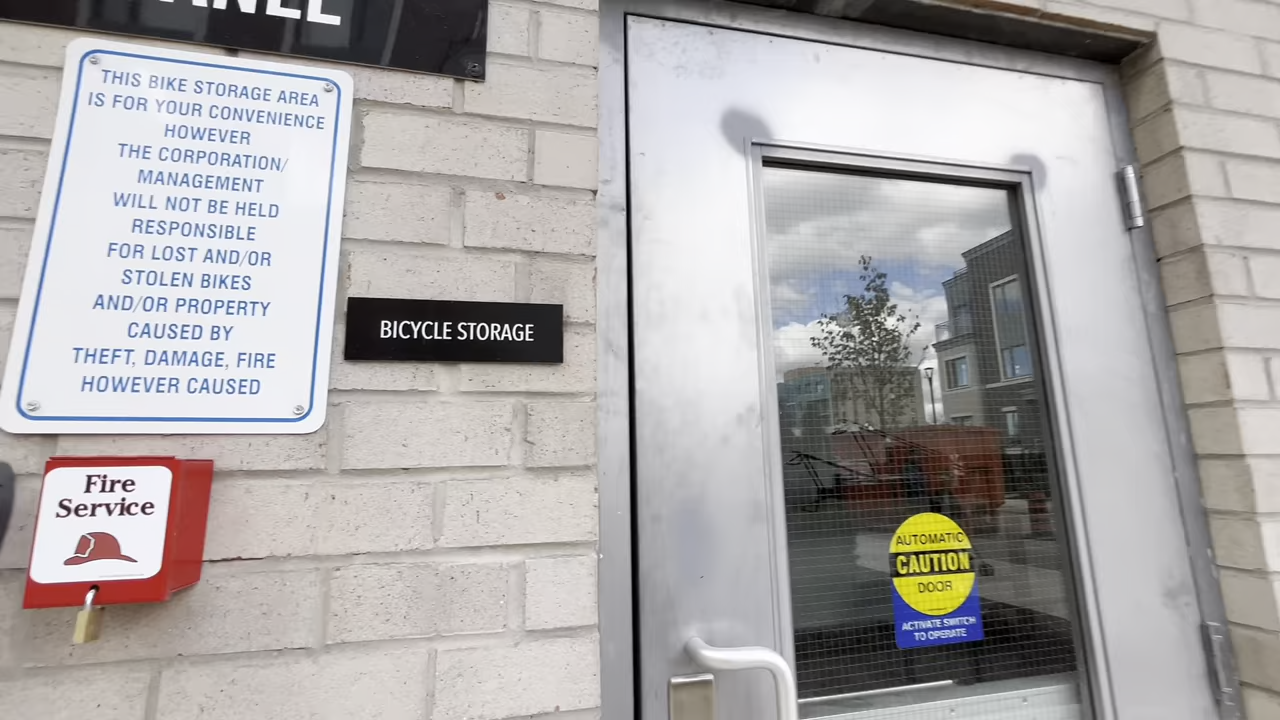 THIS BIKE STORAGE AREA
IS FOR YOUR CONVENIENCE
HOWEVER
THE CORPORATION/
MANAGEMENT
WILL NOT BE HELD
RESPONSIBLE
FOR LOST AND/OR
STOLEN BIKES
AND/OR PROPERTY
CAUSED BY
THEFT, DAMAGE, FIRE
HOWEVER CAUSED
BICYCLE STORAGE
Fire
Service
AUTOMATIC
CAUTION
DOOR
ACTIVATE SWITCH
TO OPERATE